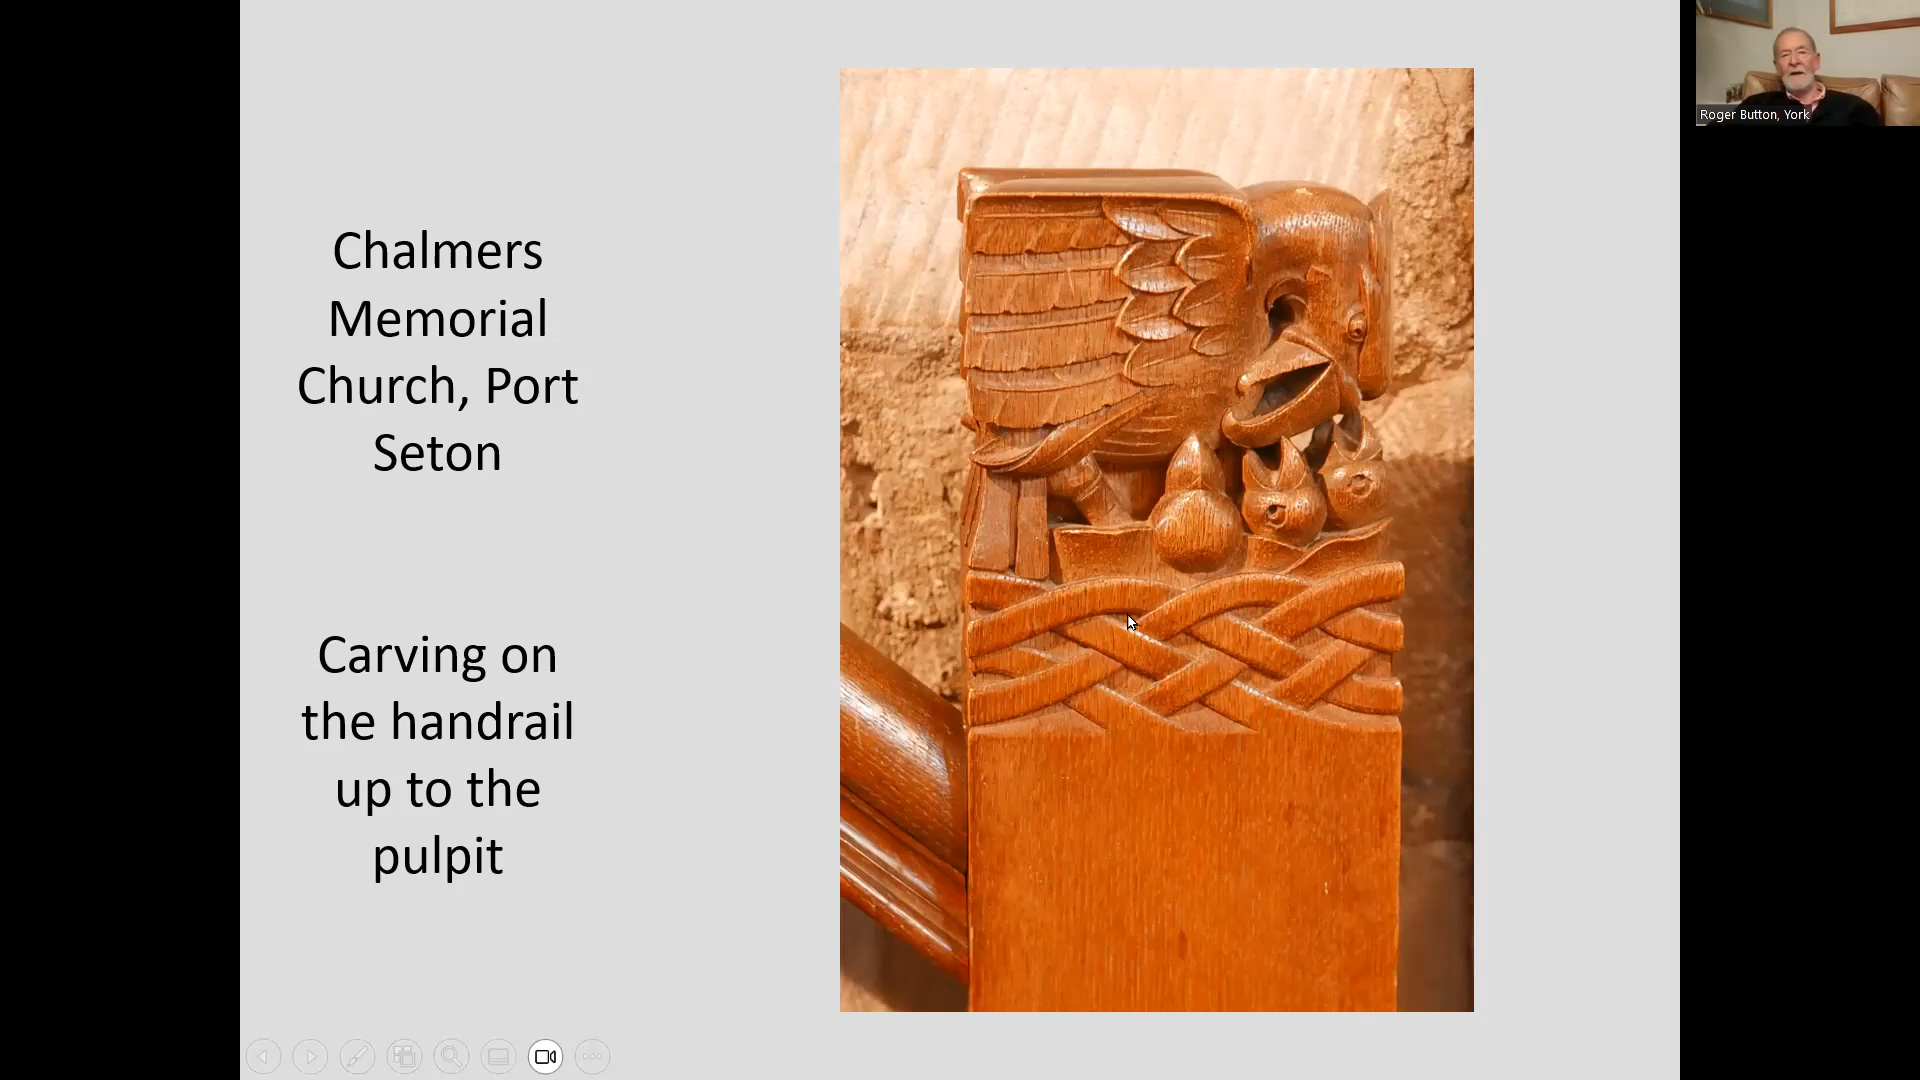 Chalmers
Memorial
Church, Port
Seton
Carving on
the handrail
up to the
pulpit
Roger Button, York